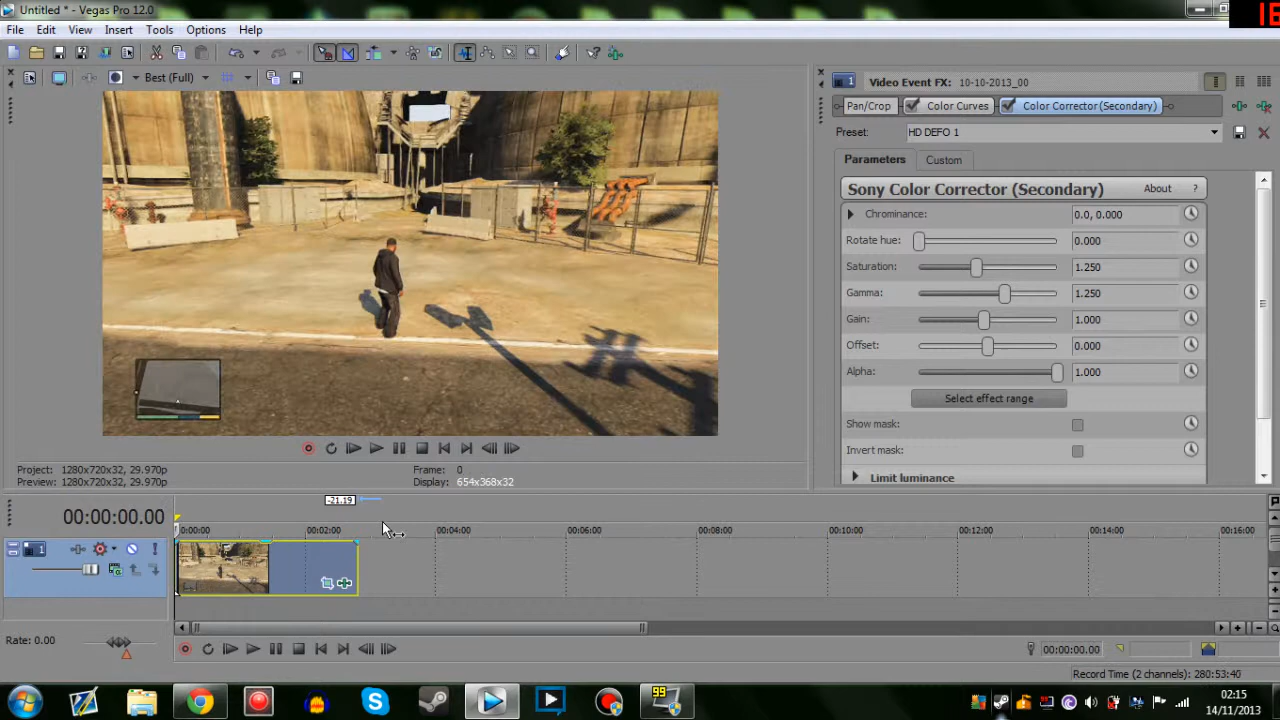 Untitled * - Vegas Pro 12.0
File Edit View Insert Tools Options Help
Best (Full)
Video Event FX: 10-10-2013_00
Pan/Crop Color Curves Color Corrector (Secondary)
Preset: HD DEFO 1
Parameters Custom
Sony Color Corrector (Secondary) About ?
Chrominance: 0.0, 0.000
Rotate hue: 0.000
Saturation: 1.250
Gamma: 1.250
Gain: 1.000
Offset: 0.000
Alpha: 1.000
Select effect range
Show mask:
Invert mask:
Limit luminance
Project: 1280x720x32, 29.970p
Preview: 1280x720x32, 29.970p
Frame: 0
Display: 654x368x32
-21.19
00:00:00.00
0:00:00 00:02:00 00:04:00 00:06:00 00:08:00 00:10:00 00:12:00 00:14:00 00:16:00
1
Rate: 0.00
00:00:00.00
Record Time (2 channels): 280:53:40
99
02:15
14/11/2013